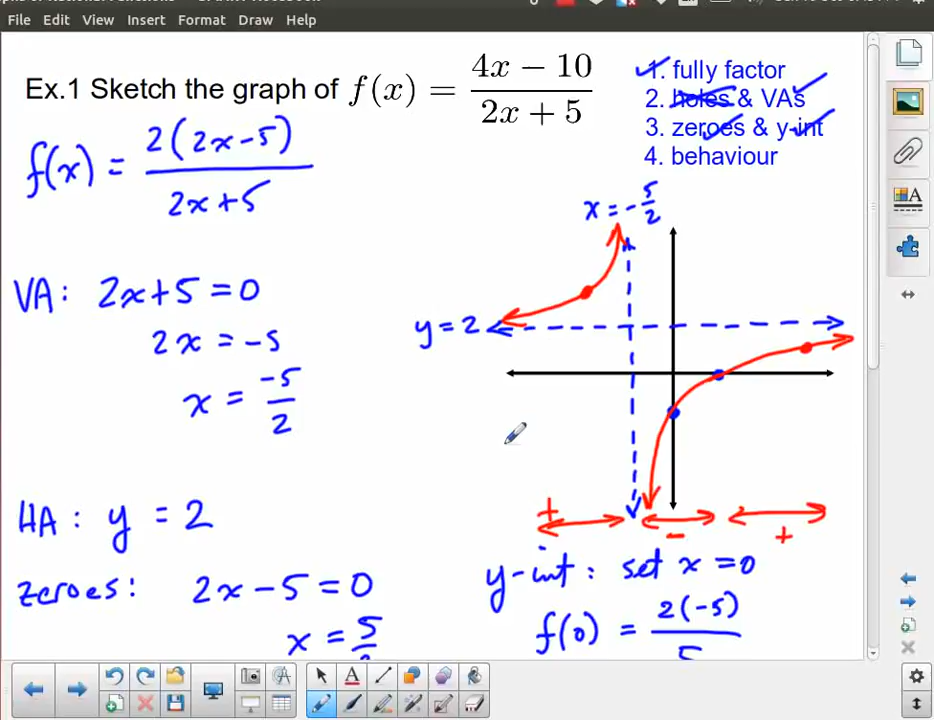 File Edit View Insert Format Draw Help
Ex.1 Sketch the graph of f(x) = (4x − 10)/(2x + 5)
1. fully factor
2. holes & VAs
3. zeroes & y-int
4. behaviour
f(x) = 2(2x-5)/(2x+5)
x = -5/2
VA: 2x+5 = 0
y = 2
2x = -5
x = -5/2
HA: y = 2
+ - +
zeroes: 2x - 5 = 0
x = 5/2
y-int: set x = 0
f(0) = 2(-5)/5